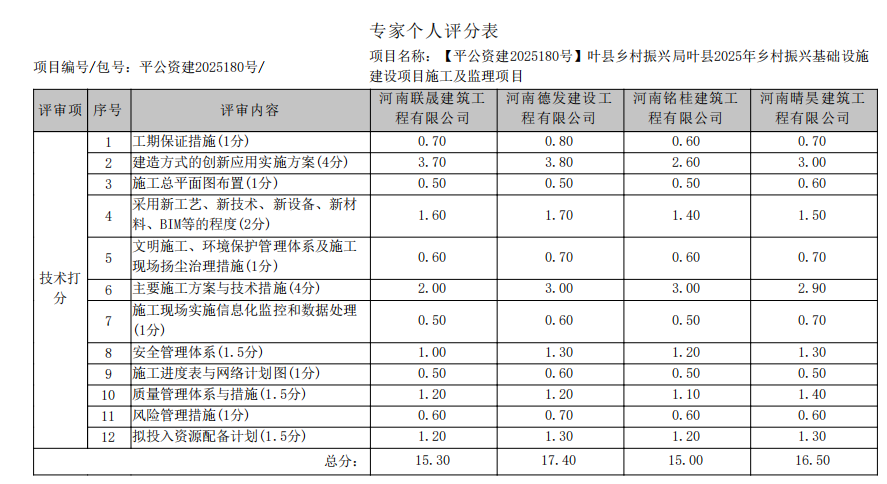 专家个人评分表
项目编号/包号: 平公资建2025180号/
项目名称: 【平公资建2025180号】叶县乡村振兴局叶县2025年乡村振兴基础设施
建设项目施工及监理项目
评审项 序号 评审内容 河南联晟建筑工程有限公司 河南德发建设工程有限公司 河南铭桂建筑工程有限公司 河南晴昊建筑工程有限公司
技术打分
1 工期保证措施(1分) 0.70 0.80 0.60 0.70
2 建造方式的创新应用实施方案(4分) 3.70 3.80 2.60 3.00
3 施工总平面图布置(1分) 0.50 0.50 0.50 0.60
4 采用新工艺、新技术、新设备、新材
料、BIM等的程度(2分) 1.60 1.70 1.40 1.50
5 文明施工、环境保护管理体系及施工
现场扬尘治理措施(1分) 0.60 0.70 0.60 0.70
6 主要施工方案与技术措施(4分) 2.00 3.00 3.00 2.90
7 施工现场实施信息化监控和数据处理
(1分) 0.50 0.60 0.50 0.70
8 安全管理体系(1.5分) 1.00 1.30 1.20 1.30
9 施工进度表与网络计划图(1分) 0.50 0.60 0.50 0.50
10 质量管理体系与措施(1.5分) 1.20 1.20 1.10 1.40
11 风险管理措施(1分) 0.60 0.70 0.60 0.60
12 拟投入资源配备计划(1.5分) 1.20 1.30 1.20 1.30
总分: 15.30 17.40 15.00 16.50